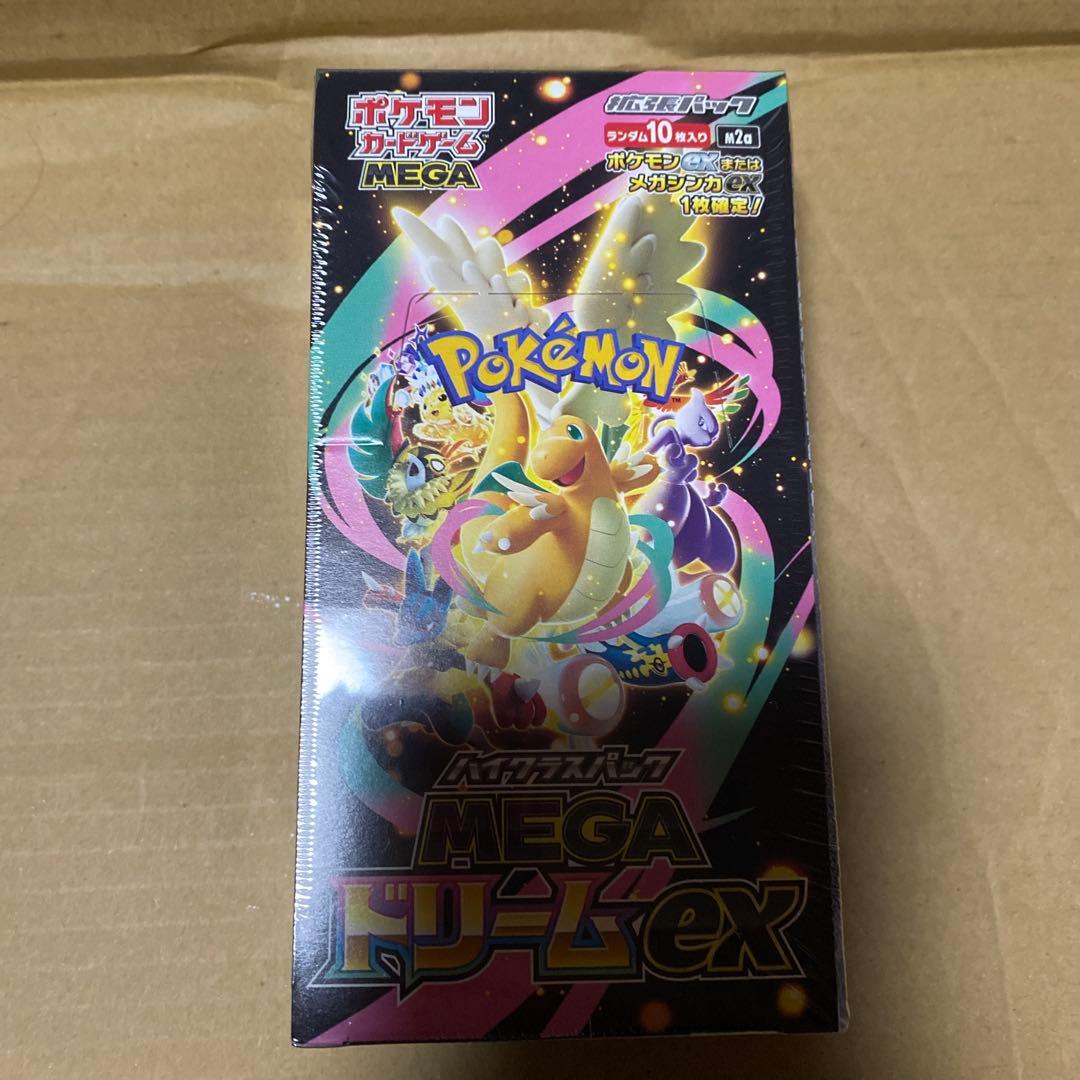 ポケモン
カードゲーム
MEGA
拡張パック
ランダム10枚入り M2a
ポケモンexまたは
メガシンカex
1枚確定!
POKÉMON
TM
ハイクラスパック
MEGA
ドリームex